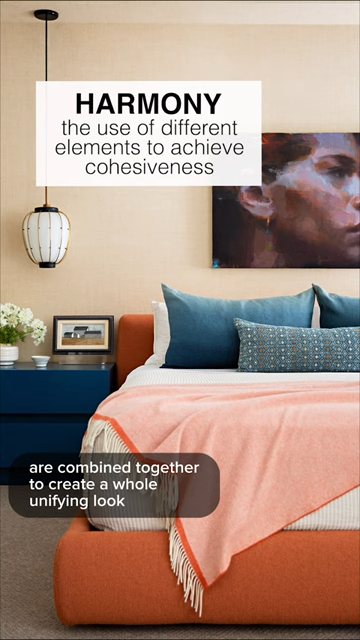 HARMONY
the use of different
elements to achieve
cohesiveness
are combined together
to create a whole
unifying look